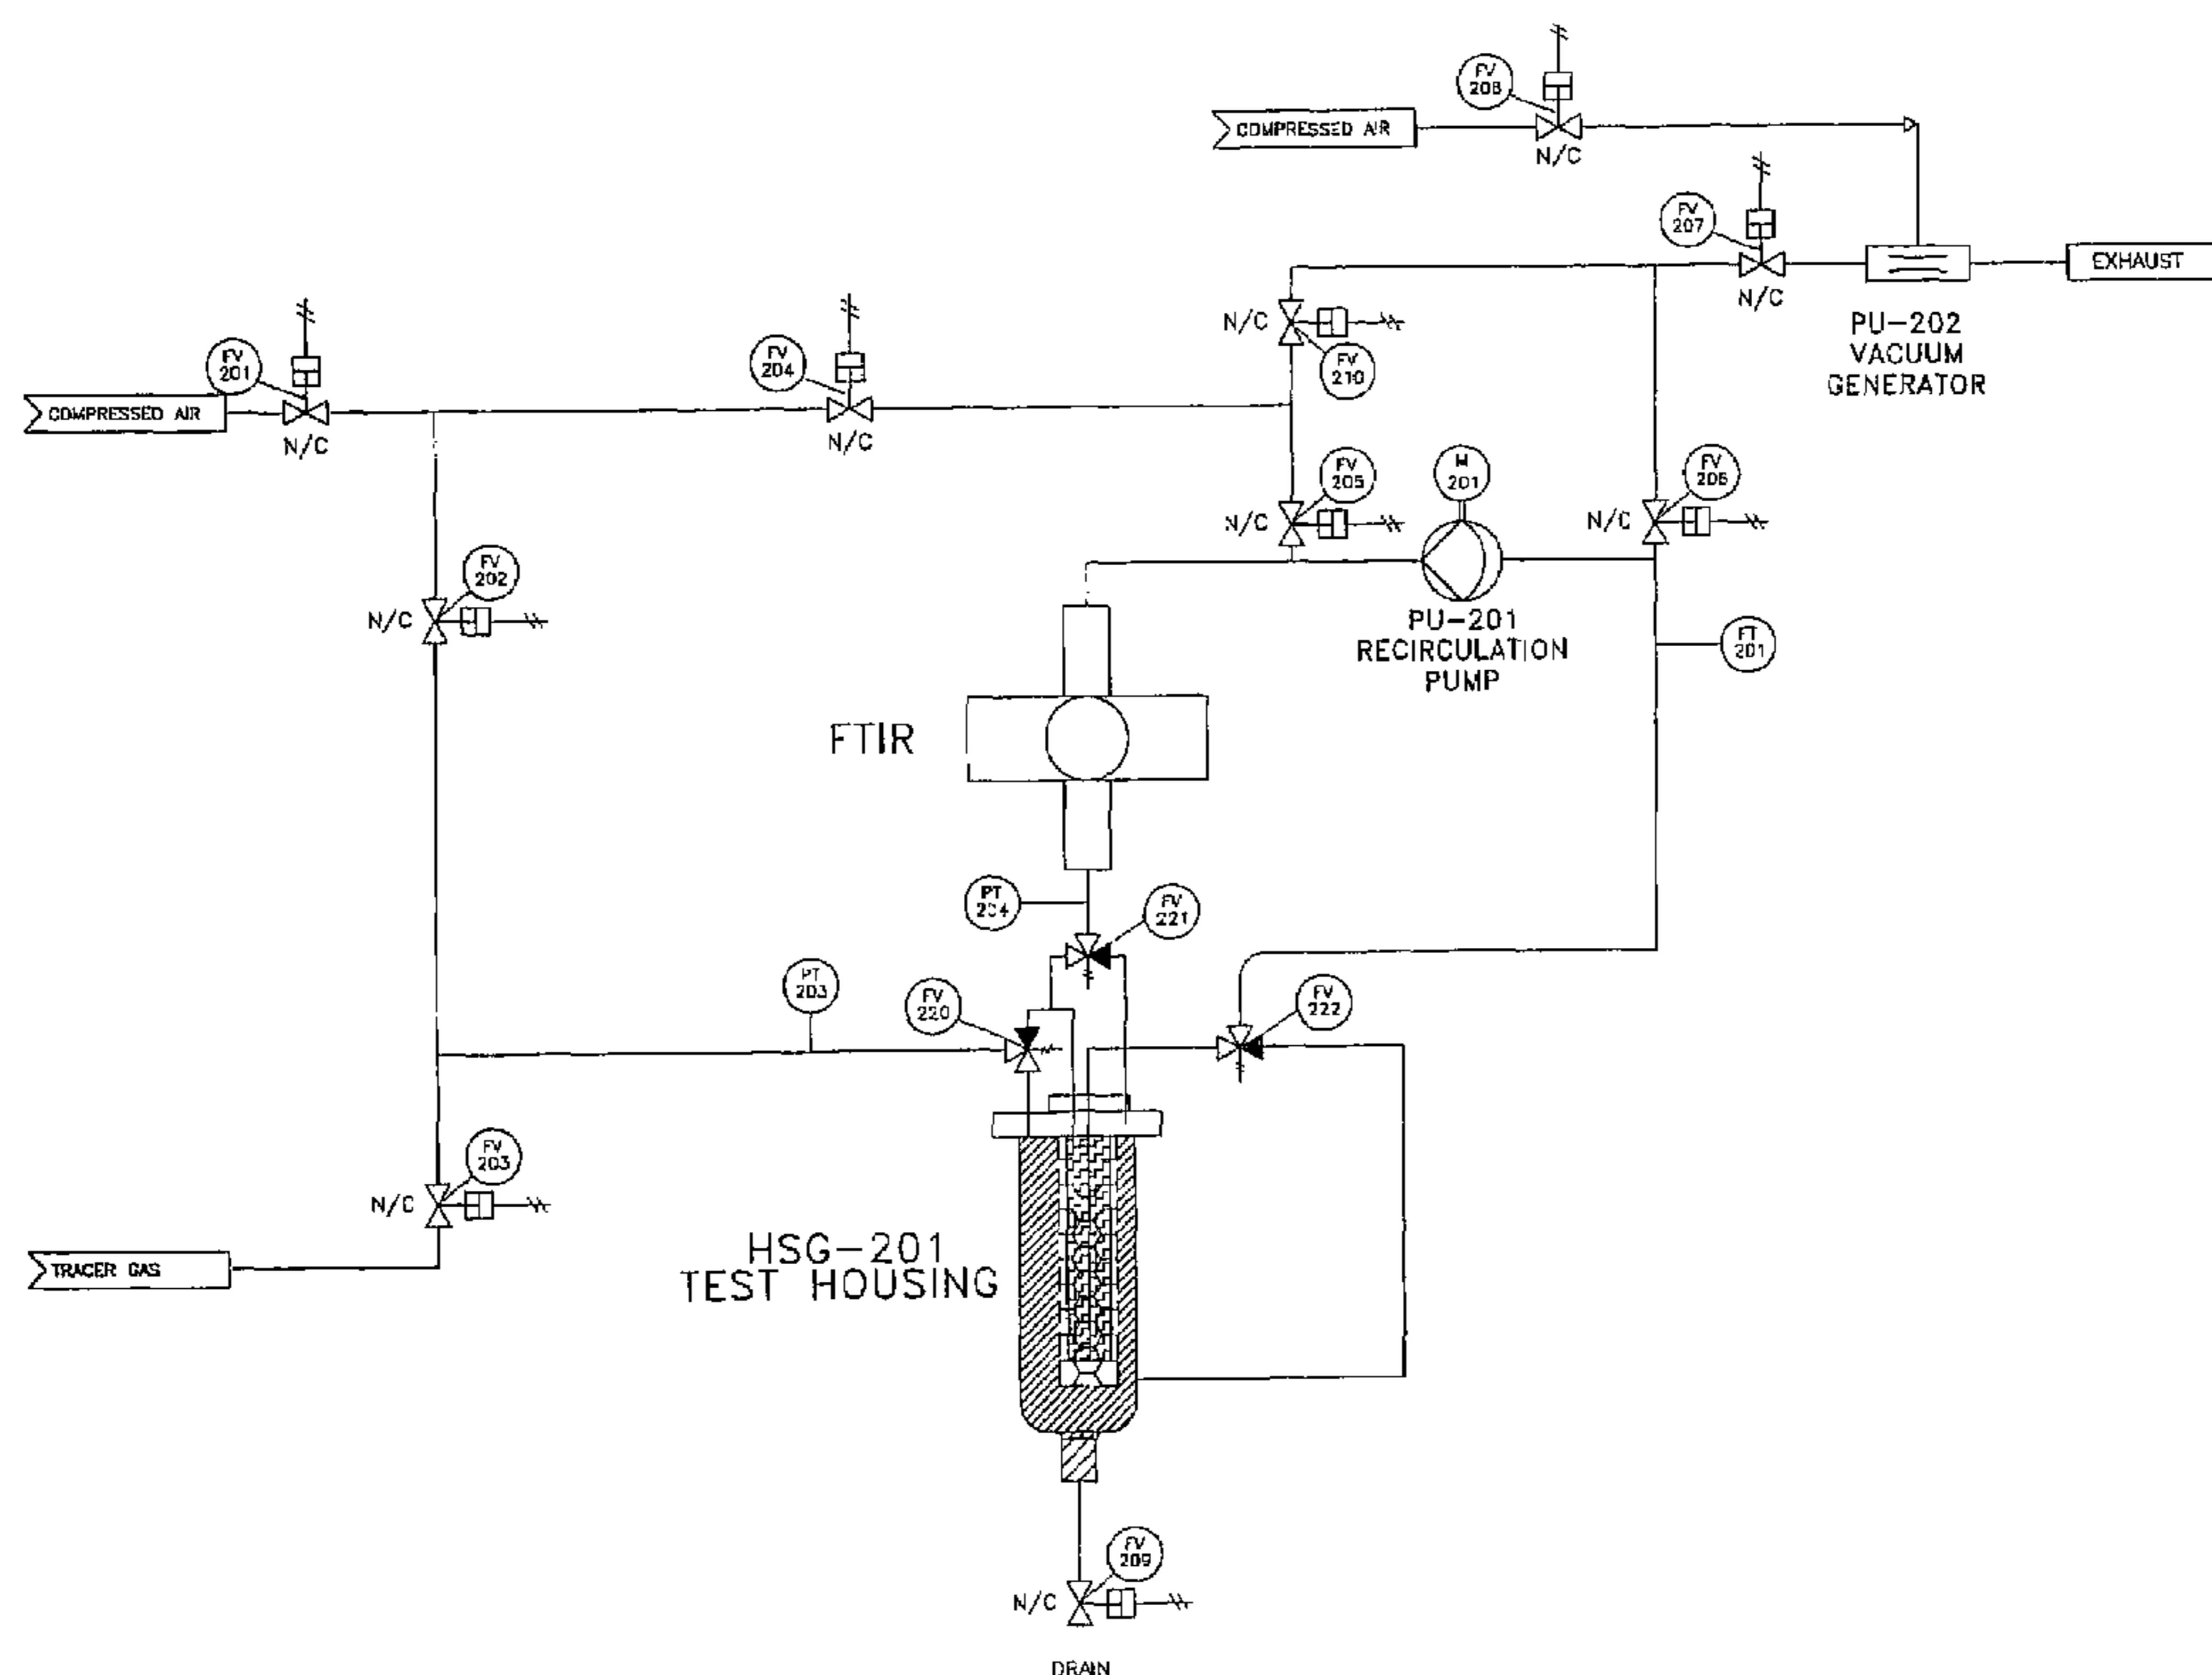 FV
208
COMPRESSED AIR
N/C
FV
207
EXHAUST
N/C
PU-202
VACUUM
GENERATOR
N/C
FV
210
FV
201
FV
204
COMPRESSED AIR
N/C
N/C
FV
205
M
201
FV
206
N/C
N/C
FV
202
N/C
PU-201
RECIRCULATION
PUMP
FT
201
FTIR
PT
204
FV
221
PT
203
FV
220
FV
222
FV
203
N/C
HSG-201
TEST HOUSING
TRACER GAS
FV
209
N/C
DRAIN